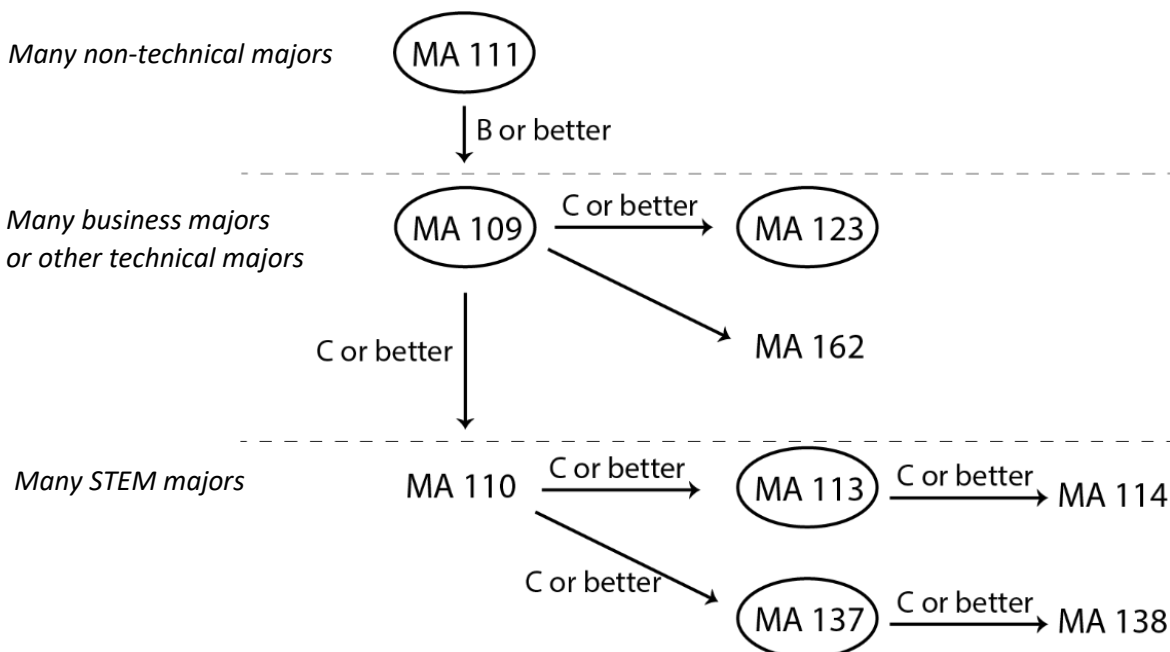 Many non-technical majors
MA 111
B or better
Many business majors
or other technical majors
MA 109
C or better
MA 123
MA 162
C or better
Many STEM majors
MA 110
C or better
MA 113
C or better
MA 114
C or better
MA 137
C or better
MA 138